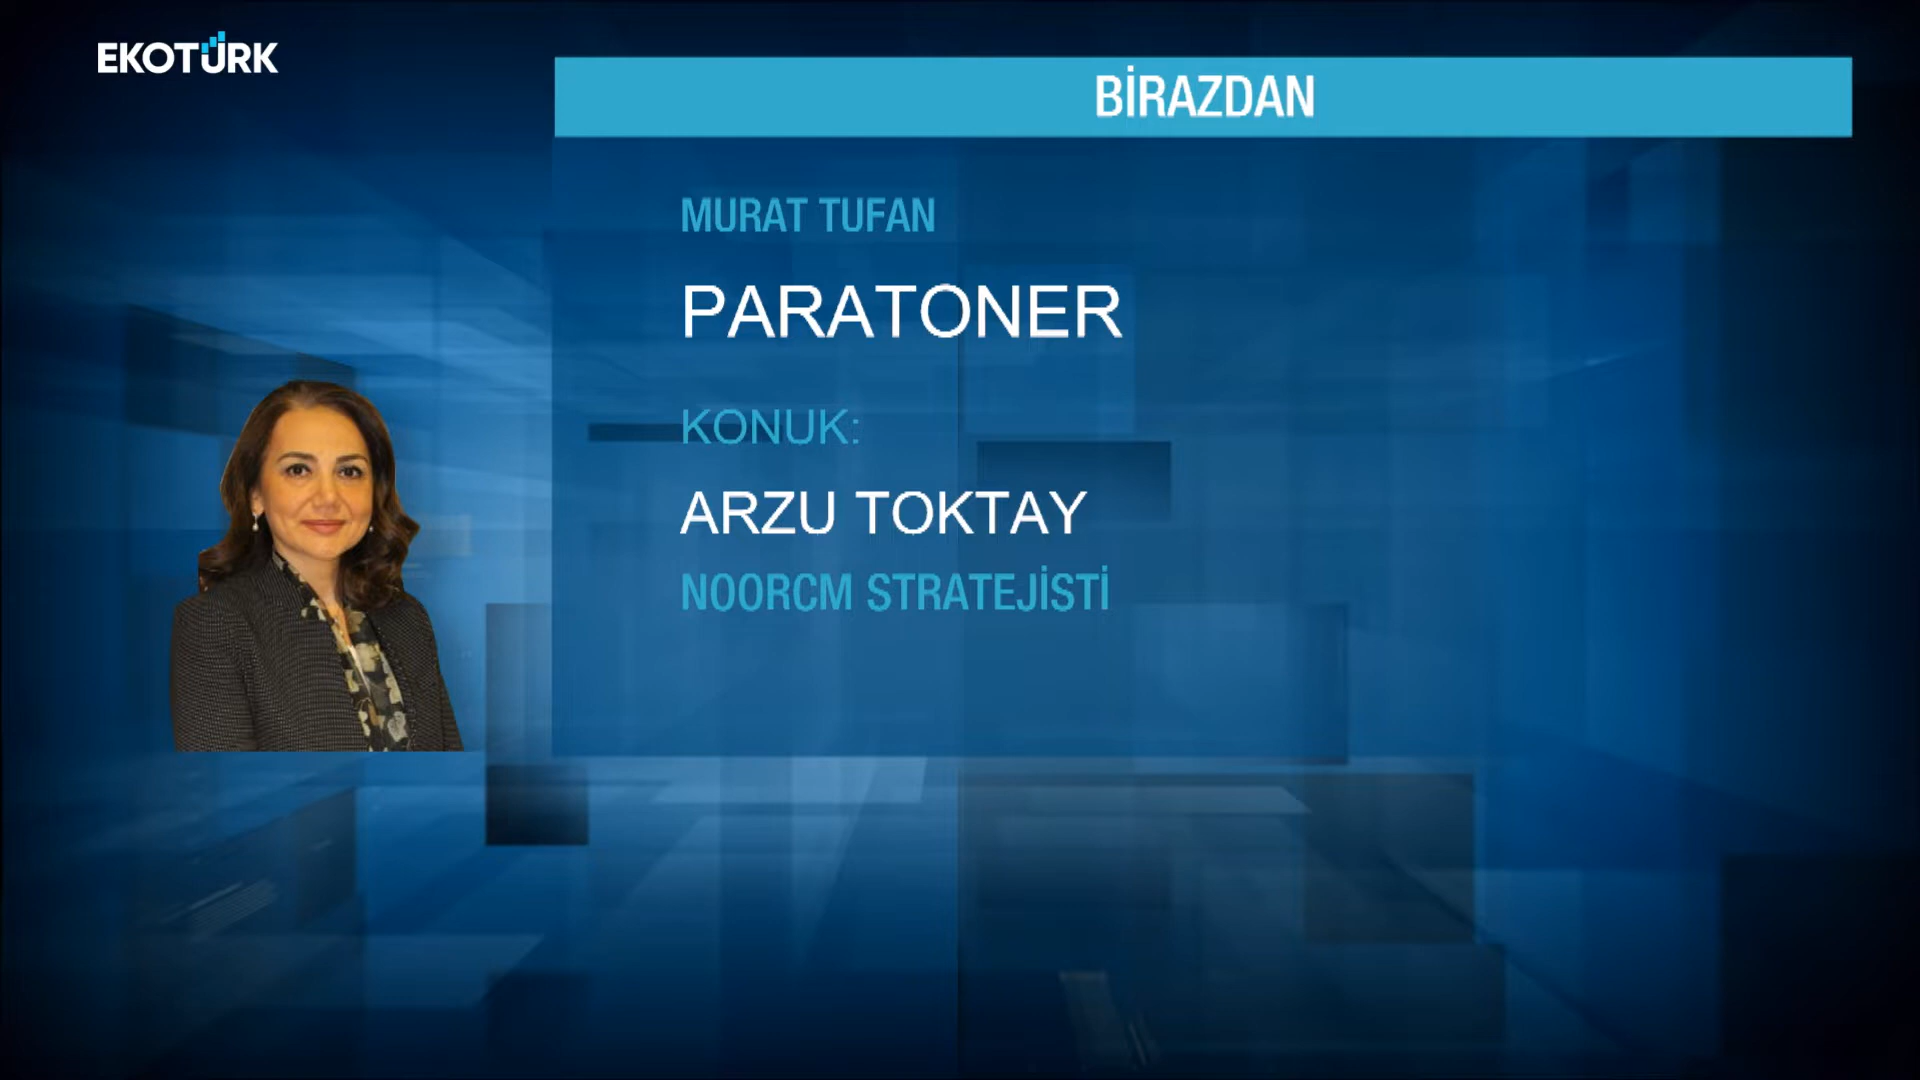 EKOTÜRK
BİRAZDAN
MURAT TUFAN
PARATONER
KONUK:
ARZU TOKTAY
NOORCM STRATEJİSTİ